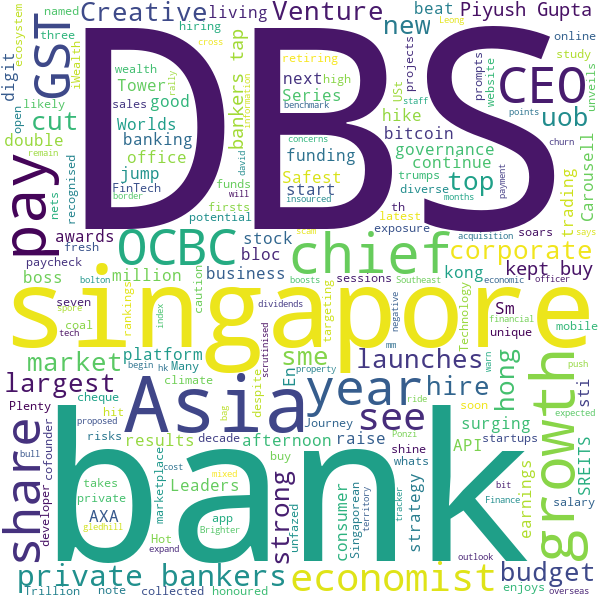 named
Creative
living
hiring
Venture
beat
new
Piyush Gupta
Leong
ecosystem
three
iWealth
cross
retiring
projects
prompts
online
digit
GST
DBS
CEO
study
unveils
likely
wealth
Tower
sales
good
bankers tap
rally
information
next
high
Series
USt
staff
benchmark
website
open
cut
Worlds
hike
bitcoin
uob
points
double
banking
office
funding
governance
churn
nets
recognised
jump
FinTech
Safest
concerns
trumps
continue
payment
Carousell
remain
border
funds
will
firsts
david
start
diverse
top
trading
pay
awards
potential
insourced
th
latest
months
says
fresh
OCBC
stock
scam
exposure
acquisition
soars
paycheck
bloc
chief
corporate
boss
million
business
caution
sessions
kong
kept buy
seven
bolton
boosts
Southeast
economic
officer
coal
spore
singapore
rankings
index
dividends
targeting
negative
Technology
Sm
unique
financial
mobile
tech
platform
scrutinised
mm
market
begin
hk
Many
property
sme
launches
warn
push
largest
climate
despite
En
year
hire
hong
soon
expected
Asia
see
sti
Plenty
cheque
hit
bag
Journey
ride
surging
bull
cofounder
proposed
risks
decade
afternoon
raise
Ponzi
shine
API
startups
share
results
buy
whats
bit
salary
growth
SREITS
developer
takes
private
marketplace
cost
Leaders
strong
unfazed
consumer
Singaporean
territory
tracker
strategy
Finance
earnings
AXA
app
mixed
Hot
Brighter
gledhill
expand
bank
outlook
private bankers
economist
budget
Trillion
note
collected
honoured
enjoys
overseas